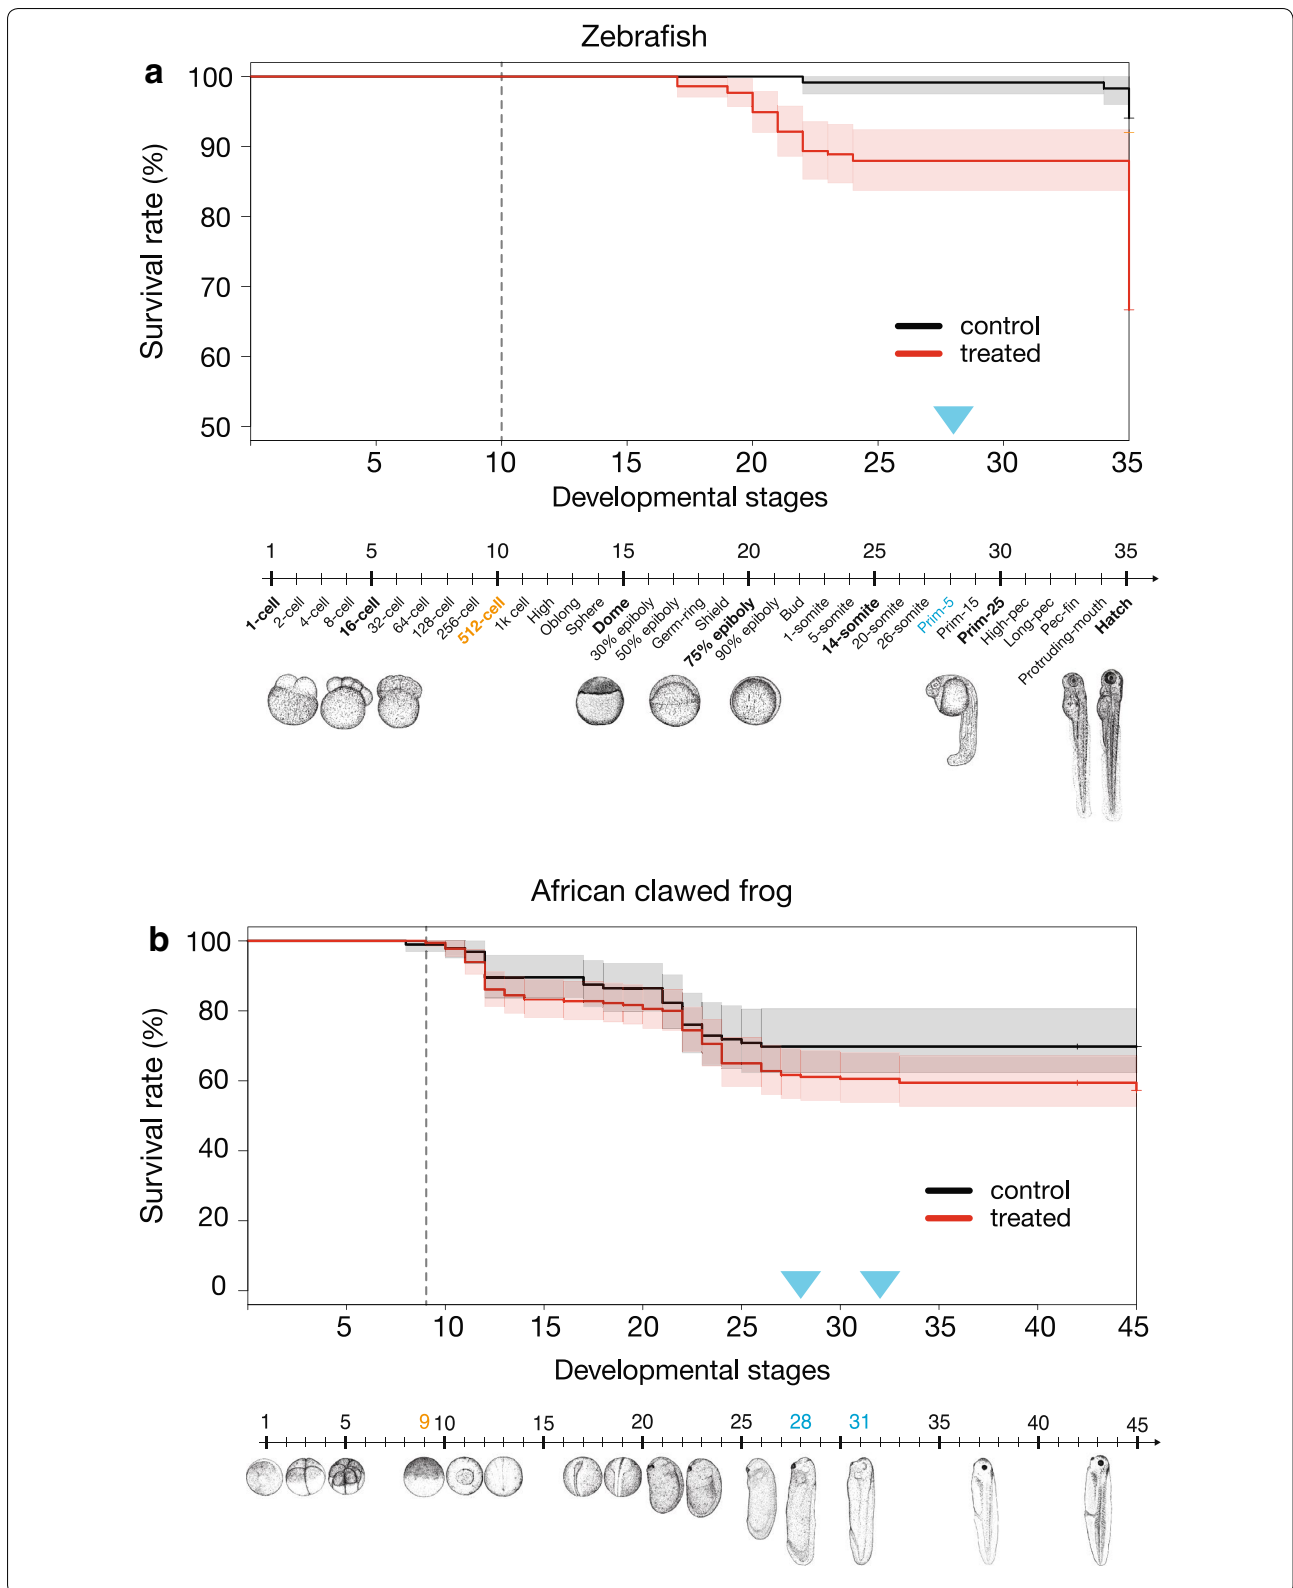 Zebrafish
a
100
90
80
70
60
50
Survival rate (%)
control
treated
5 10 15 20 25 30 35
Developmental stages
1 5 10 15 20 25 30 35
1-cell
2-cell
4-cell
8-cell
16-cell
32-cell
64-cell
128-cell
256-cell
512-cell
1k cell
High
Oblong
Sphere
Dome
30% epiboly
50% epiboly
Germ-ring
Shield
75% epiboly
90% epiboly
Bud
1-somite
5-somite
14-somite
20-somite
26-somite
Prim-5
Prim-15
Prim-25
High-pec
Long-pec
Pec-fin
Protruding-mouth
Hatch
African clawed frog
b
100
80
60
40
20
0
Survival rate (%)
control
treated
5 10 15 20 25 30 35 40 45
Developmental stages
1 5 9 10 15 20 25 28 31 35 40 45